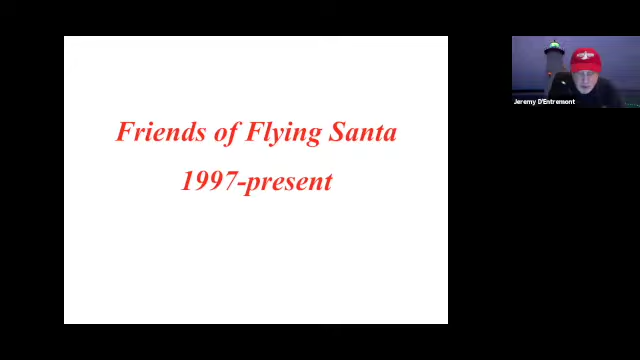 Friends of Flying Santa
1997-present
Jeremy D'Entremont